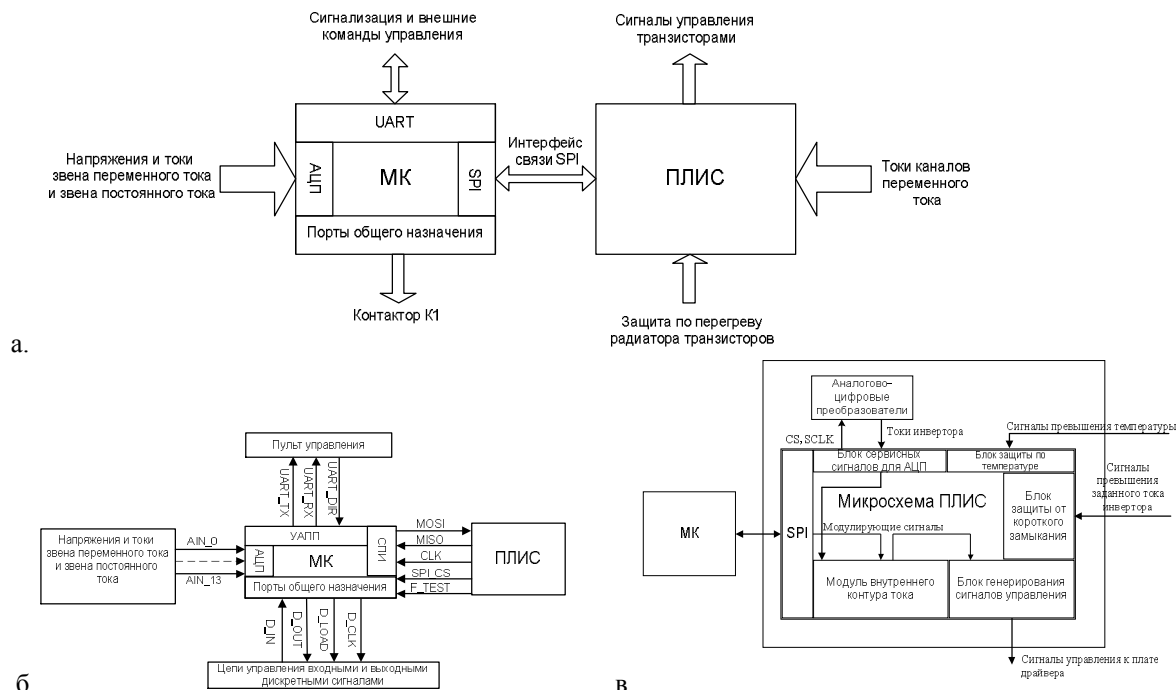 Сигнализация и внешние
команды управления
Сигналы управления
транзисторами
UART
Напряжения и токи
звена переменного тока
и звена постоянного тока
АЦП
МК
SPI
Интерфейс
связи SPI
ПЛИС
Токи каналов
переменного
тока
Порты общего назначения
Контактор К1
Защита по перегреву
радиатора транзисторов
а.
Пульт управления
UART_TX
UART_RX
UART_DIR
Напряжения и токи
звена переменного тока
и звена постоянного тока
AIN_0
AIN_13
УАПП
АЦП
МК
СПИ
Порты общего назначения
MOSI
MISO
CLK
SPI_CS
F_TEST
ПЛИС
D_IN
D_OUT
D_LOAD
D_CLK
Цепи управления входными и выходными
дискретными сигналами
б
Аналогово-
цифровые
преобразователи
CS,SCLK
Токи инвертора
Сигналы превышения температуры
Блок сервисных
сигналов для АЦП
Блок защиты по
температуре
Сигналы
превышения
заданного тока
инвертора
Микросхема ПЛИС
Блок
защиты от
короткого
замыкания
МК
SPI
Модулирующие сигналы
Модуль внутреннего
контура тока
Блок генерирования
сигналов управления
Сигналы управления к плате
драйвера
в